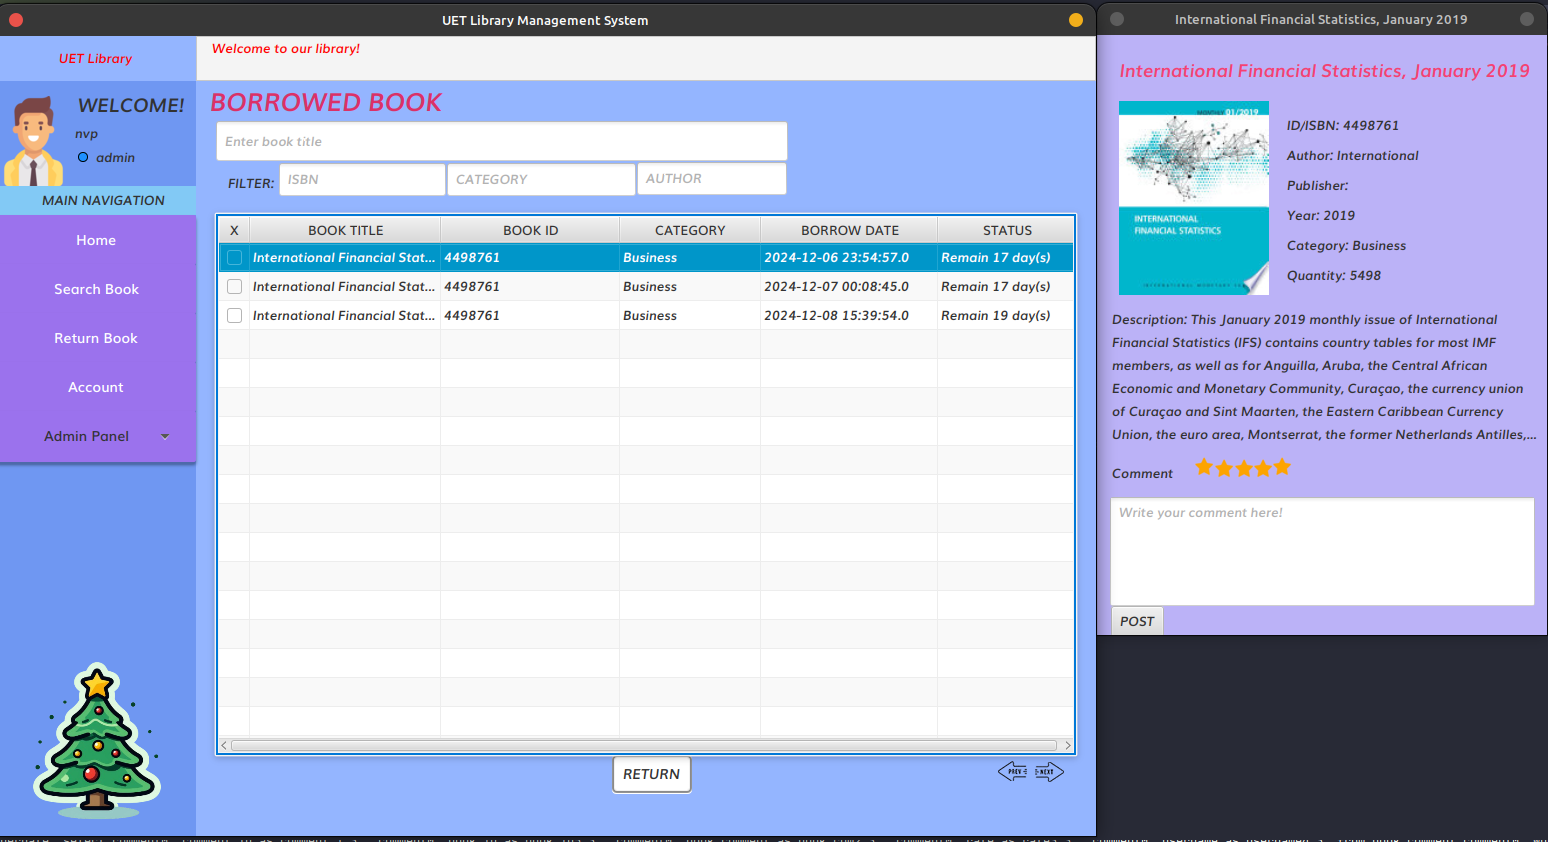 UET Library Management System
UET Library
Welcome to our library!
WELCOME!
nvp
admin
MAIN NAVIGATION
Home
Search Book
Return Book
Account
Admin Panel
BORROWED BOOK
Enter book title
FILTER: ISBN CATEGORY AUTHOR
X BOOK TITLE BOOK ID CATEGORY BORROW DATE STATUS
International Financial Stat... 4498761 Business 2024-12-06 23:54:57.0 Remain 17 day(s)
International Financial Stat... 4498761 Business 2024-12-07 00:08:45.0 Remain 17 day(s)
International Financial Stat... 4498761 Business 2024-12-08 15:39:54.0 Remain 19 day(s)
RETURN
PREV NEXT
International Financial Statistics, January 2019
International Financial Statistics, January 2019
MONTHLY 01/2019
INTERNATIONAL
FINANCIAL STATISTICS
ID/ISBN: 4498761
Author: International
Publisher:
Year: 2019
Category: Business
Quantity: 5498
Description: This January 2019 monthly issue of International
Financial Statistics (IFS) contains country tables for most IMF
members, as well as for Anguilla, Aruba, the Central African
Economic and Monetary Community, Curaçao, the currency union
of Curaçao and Sint Maarten, the Eastern Caribbean Currency
Union, the euro area, Montserrat, the former Netherlands Antilles,...
Comment
Write your comment here!
POST